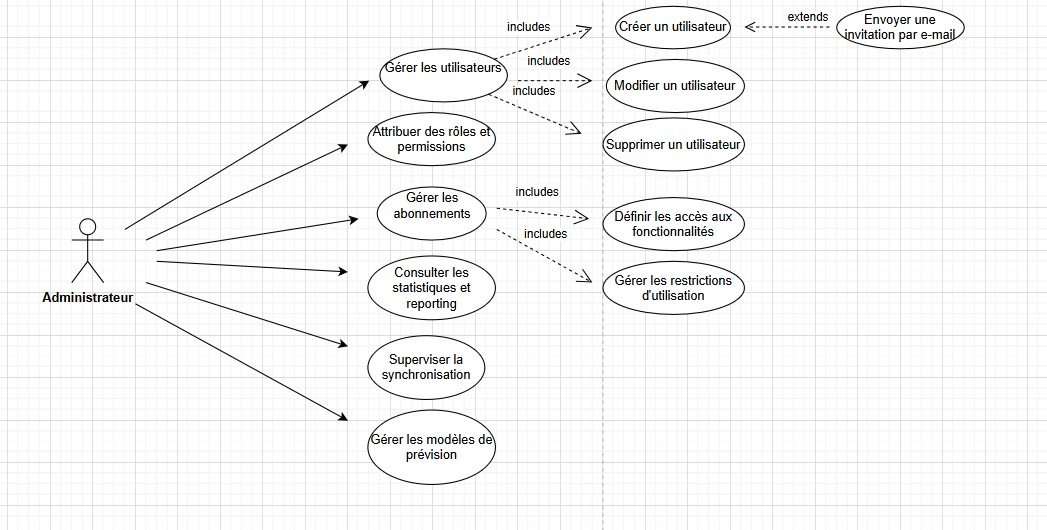 includes
Créer un utilisateur
extends
Envoyer une
invitation par e-mail
Gérer les utilisateurs
includes
Modifier un utilisateur
includes
Attribuer des rôles et
permissions
Supprimer un utilisateur
Gérer les
abonnements
includes
Définir les accès aux
fonctionnalités
includes
Administrateur
Consulter les
statistiques et
reporting
Gérer les restrictions
d'utilisation
Superviser la
synchronisation
Gérer les modèles de
prévision